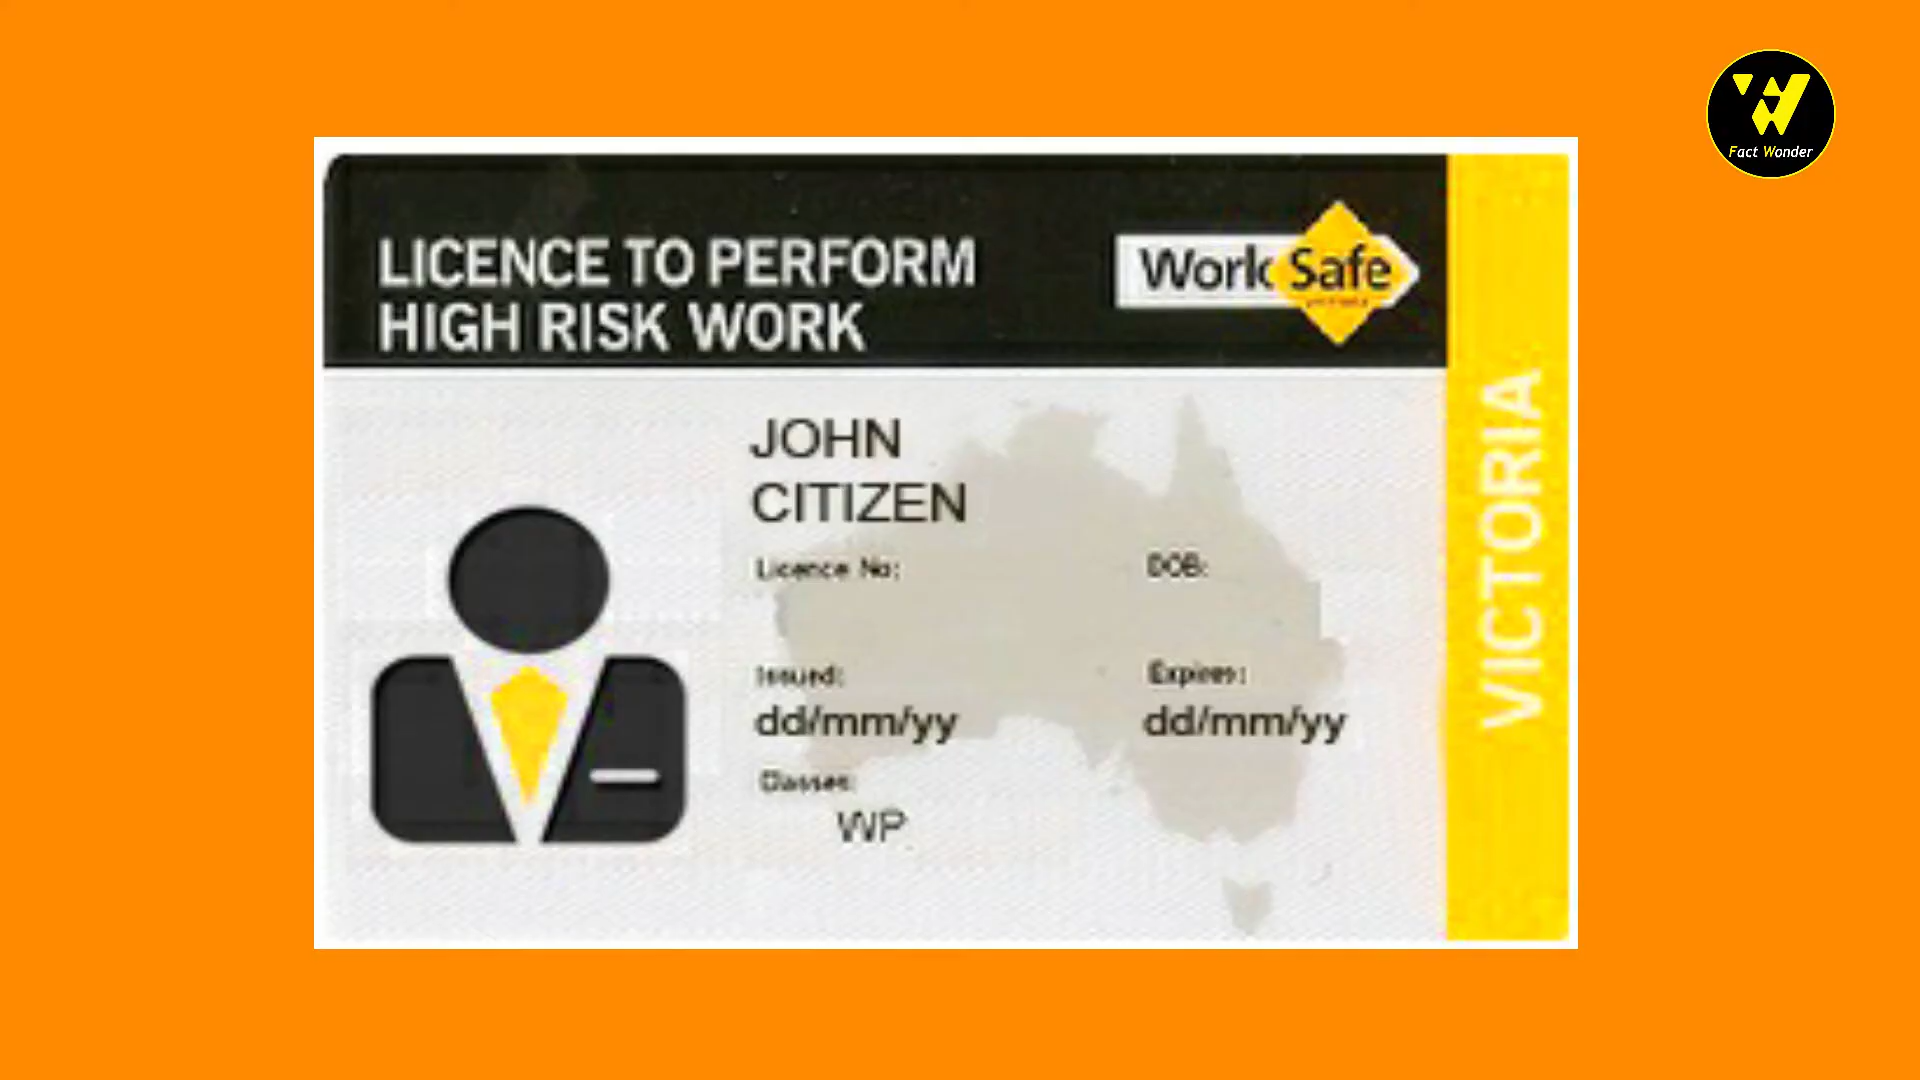 Fact Wonder
LICENCE TO PERFORM
HIGH RISK WORK
WorkSafe
VICTORIA
JOHN
CITIZEN
Licence No:
DOB:
Issued:
Expires:
dd/mm/yy
dd/mm/yy
Classes:
WP